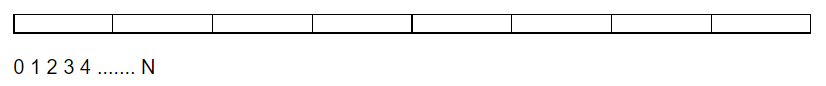 0 1 2 3 4 ....... N